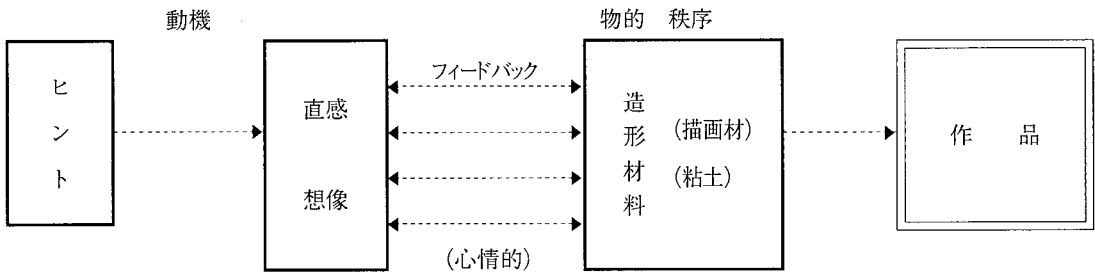 動機
物的 秩序
ヒント
直感
想像
フィードバック
(心情的)
造形材料
(描画材)
(粘土)
作 品